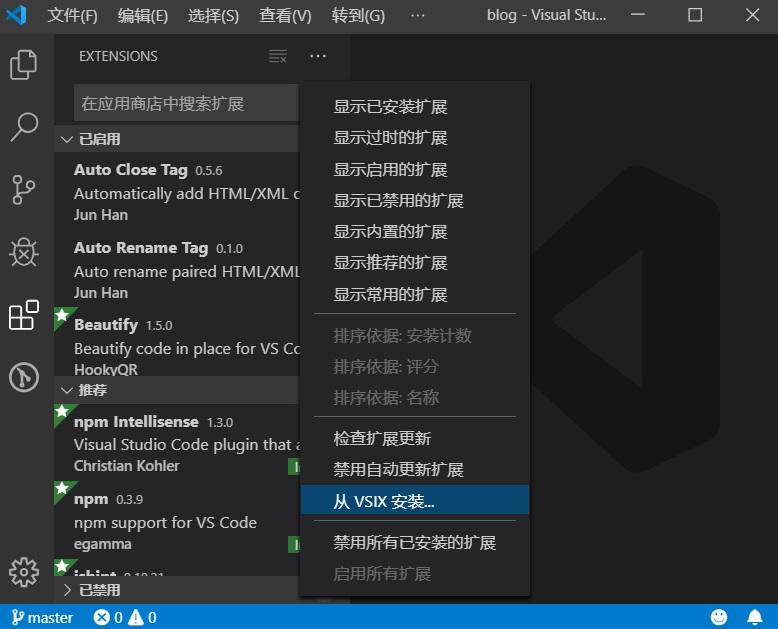 文件(F) 编辑(E) 选择(S) 查看(V) 转到(G) ··· blog - Visual Stu...
EXTENSIONS
在应用商店中搜索扩展
已启用
Auto Close Tag 0.5.6
Automatically add HTML/XML c
Jun Han
Auto Rename Tag 0.1.0
Auto rename paired HTML/XML
Jun Han
Beautify 1.5.0
Beautify code in place for VS Co
HookyQR
推荐
npm Intellisense 1.3.0
Visual Studio Code plugin that a
Christian Kohler
npm 0.3.9
npm support for VS Code
egamma
已禁用
显示已安装扩展
显示过时的扩展
显示启用的扩展
显示已禁用的扩展
显示内置的扩展
显示推荐的扩展
显示常用的扩展
排序依据: 安装计数
排序依据: 评分
排序依据: 名称
检查扩展更新
禁用自动更新扩展
从 VSIX 安装...
禁用所有已安装的扩展
启用所有扩展
master 0 0